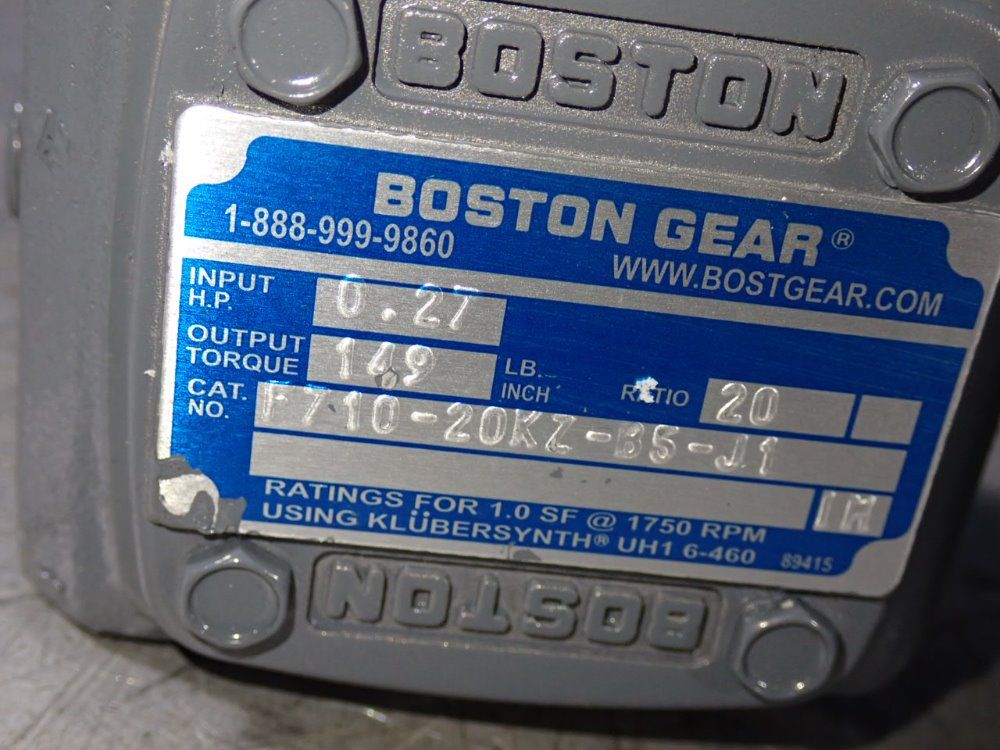 BOSTON
BOSTON GEAR®
1-888-999-9860
WWW.BOSTGEAR.COM
INPUT H.P. 0.27
OUTPUT TORQUE 149 LB. INCH RATIO 20
CAT. NO. F710-20KZ-B5-J1
IW
RATINGS FOR 1.0 SF @ 1750 RPM
USING KLÜBERSYNTH® UH1 6-460
89415
BOSTON